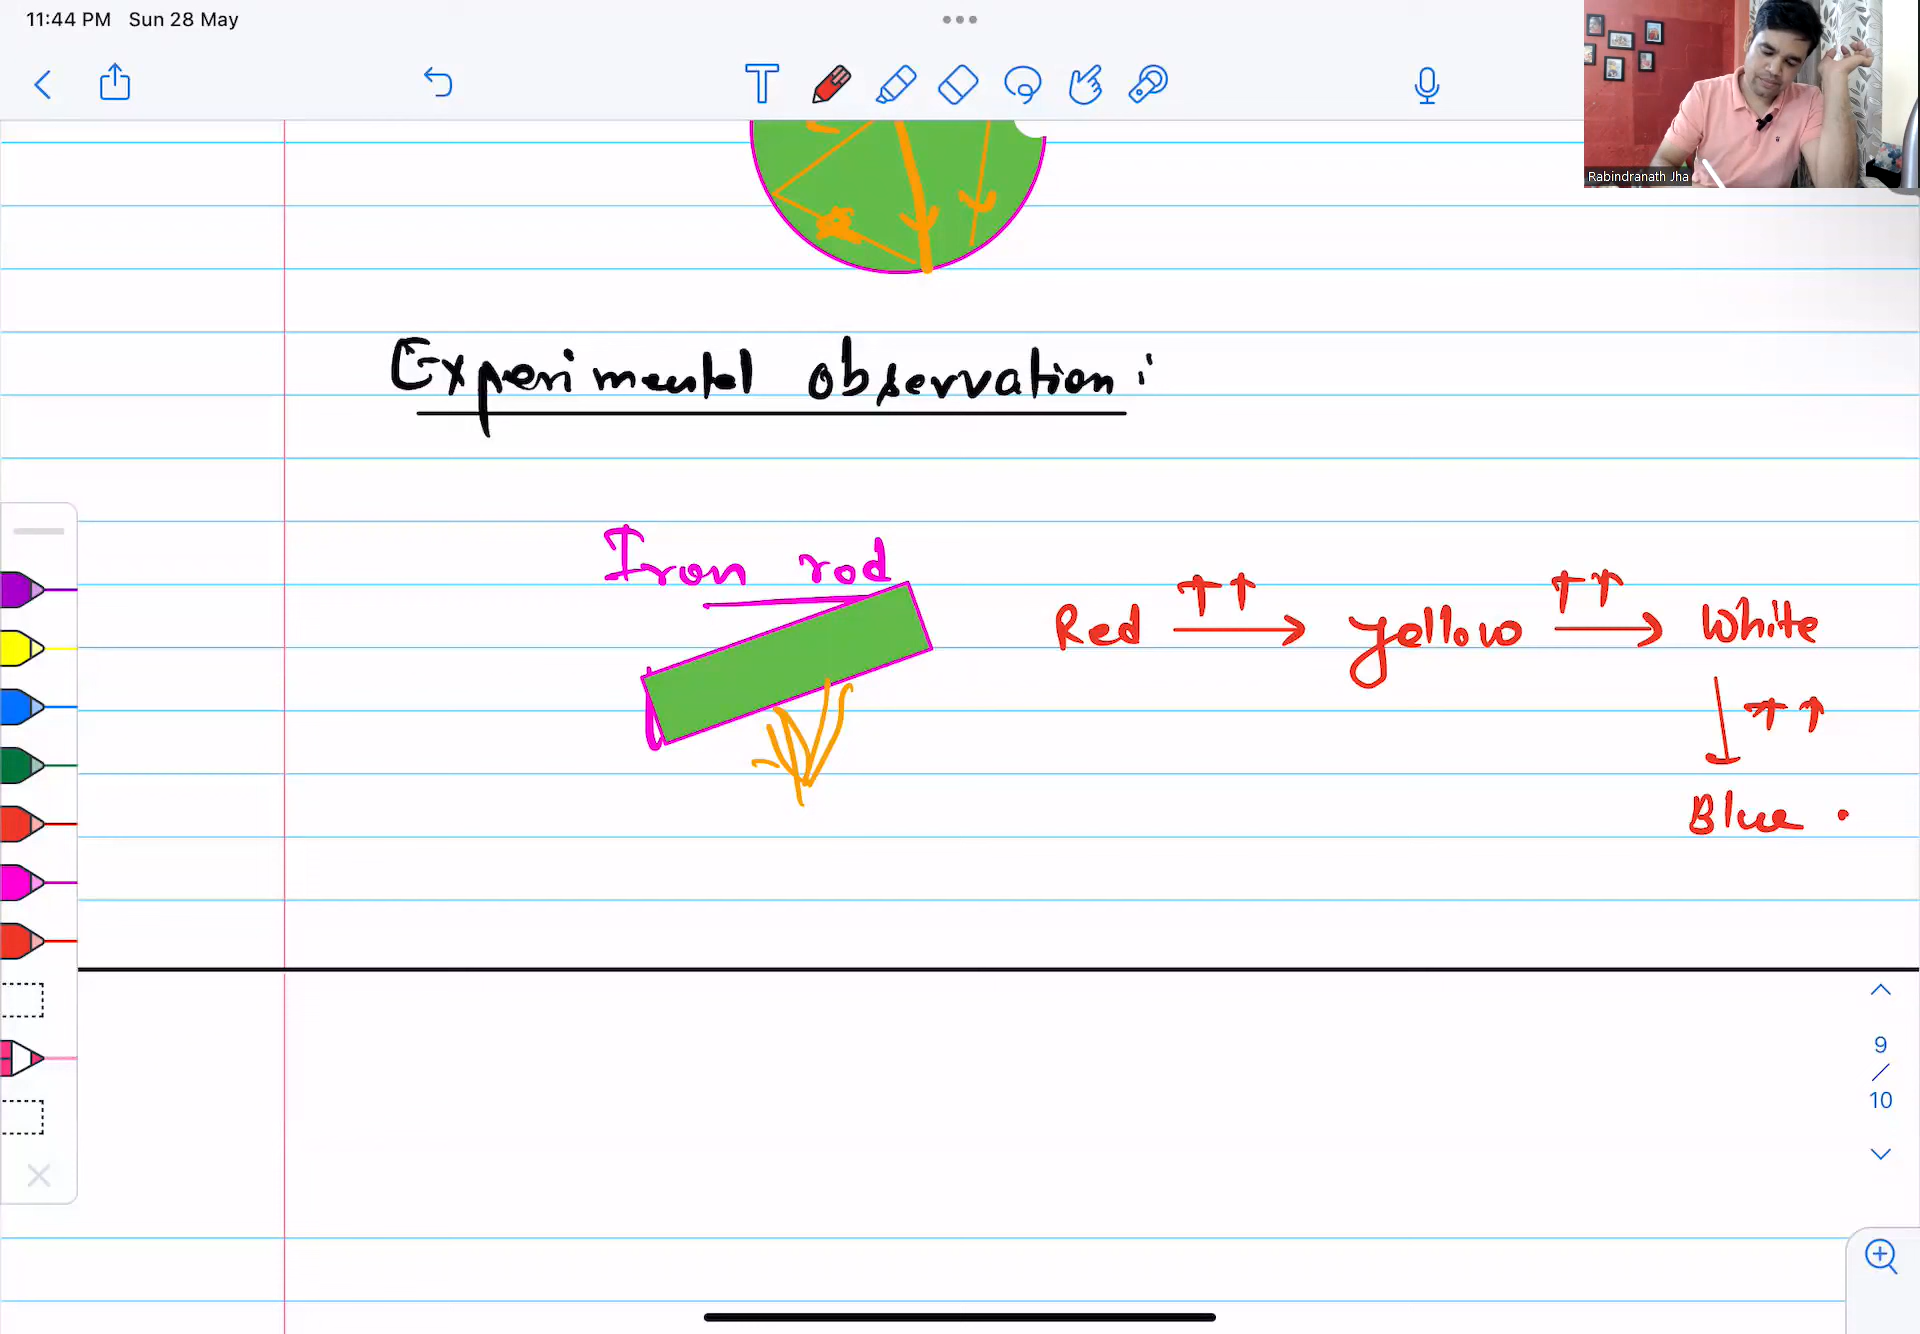 11:44 PM Sun 28 May
Rabindranath Jha
Experimental observation:
Iron rod
Red ↑↑ → yellow ↑↑ → White
↓ ↑↑
Blue.
9
/
10